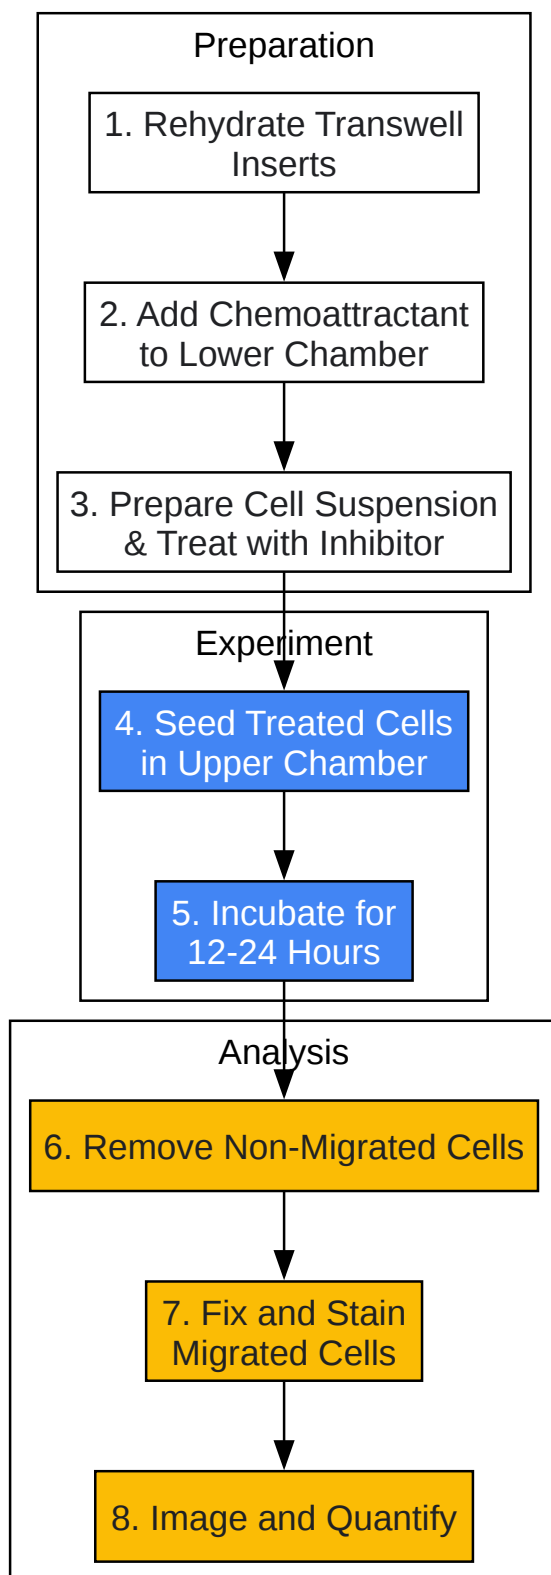 Preparation
1. Rehydrate Transwell
Inserts
2. Add Chemoattractant
to Lower Chamber
3. Prepare Cell Suspension
& Treat with Inhibitor
Experiment
4. Seed Treated Cells
in Upper Chamber
5. Incubate for
12-24 Hours
Analysis
6. Remove Non-Migrated Cells
7. Fix and Stain
Migrated Cells
8. Image and Quantify